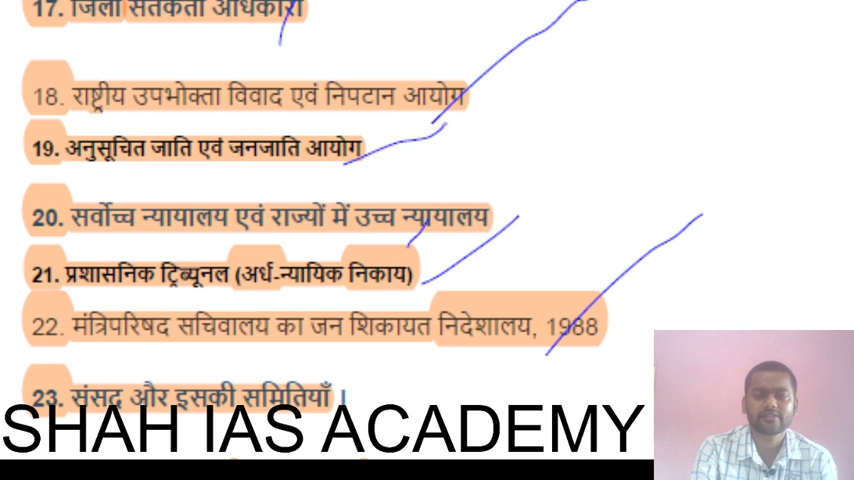 17. जिला सतर्कता अधिकारी
18. राष्ट्रीय उपभोक्ता विवाद एवं निपटान आयोग
19. अनुसूचित जाति एवं जनजाति आयोग
20. सर्वोच्च न्यायालय एवं राज्यों में उच्च न्यायालय
21. प्रशासनिक ट्रिब्यूनल (अर्ध-न्यायिक निकाय)
22. मंत्रिपरिषद सचिवालय का जन शिकायत निदेशालय, 1988
23. संसद और इसकी समितियाँ ।
SHAH IAS ACADEMY